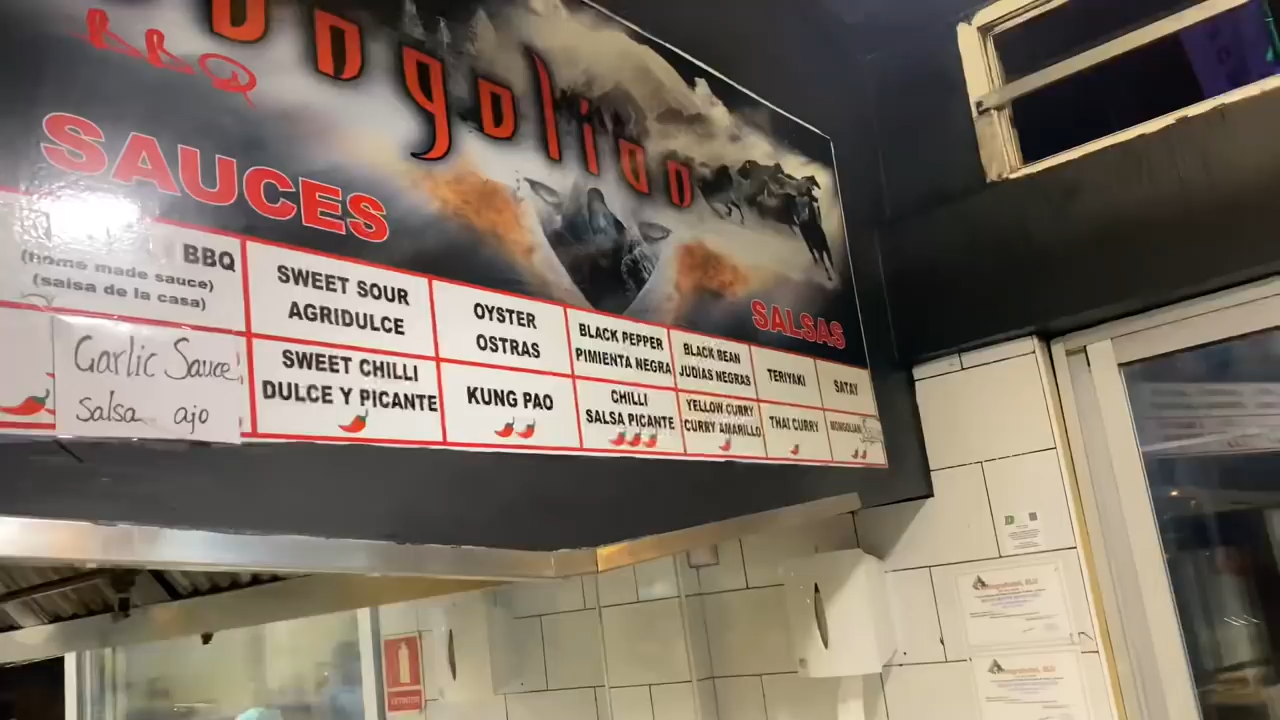 Mongolian
BBQ
SAUCES
SALSAS
BBQ
(home made sauce)
(salsa de la casa)
SWEET SOUR
AGRIDULCE
OYSTER
OSTRAS
BLACK PEPPER
PIMIENTA NEGRA
BLACK BEAN
JUDIAS NEGRAS
TERIYAKI
SATAY
Garlic Sauce
salsa ajo
SWEET CHILLI
DULCE Y PICANTE
KUNG PAO
CHILLI
SALSA PICANTE
YELLOW CURRY
CURRY AMARILLO
THAI CURRY
MONGOLIAN
EXTINTOR